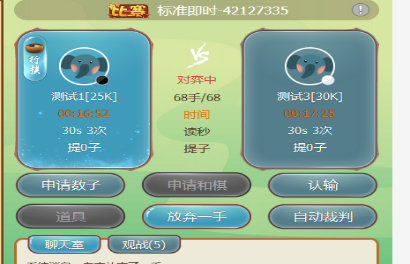 比赛 标准即时-42127335
行棋
VS
对弈中
测试1[25K] 68手/68 测试3[30K]
00:16:52 时间 00:17:25
30s 3次 读秒 30s 3次
提0子 提子 提0子
申请数子 申请和棋 认输
道具 放弃一手 自动裁判
聊天室 观战(5)